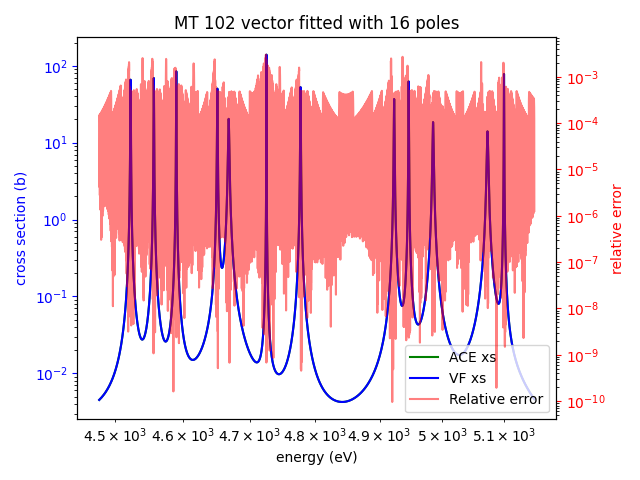 MT 102 vector fitted with 16 poles
cross section (b)
10²
10¹
10⁰
10⁻¹
10⁻²
10⁻³
10⁻⁴
10⁻⁵
10⁻⁶
10⁻⁷
10⁻⁸
10⁻⁹
10⁻¹⁰
relative error
ACE xs
VF xs
Relative error
4.5 × 10³ 4.6 × 10³ 4.7 × 10³ 4.8 × 10³ 4.9 × 10³ 5 × 10³ 5.1 × 10³
energy (eV)